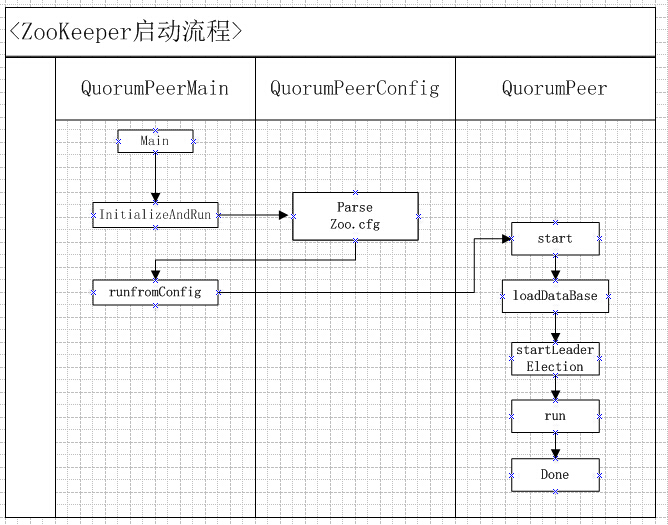 <ZooKeeper启动流程>
QuorumPeerMain
QuorumPeerConfig
QuorumPeer
Main
InitializeAndRun
Parse
Zoo.cfg
runfromConfig
start
loadDataBase
startLeader
Election
run
Done